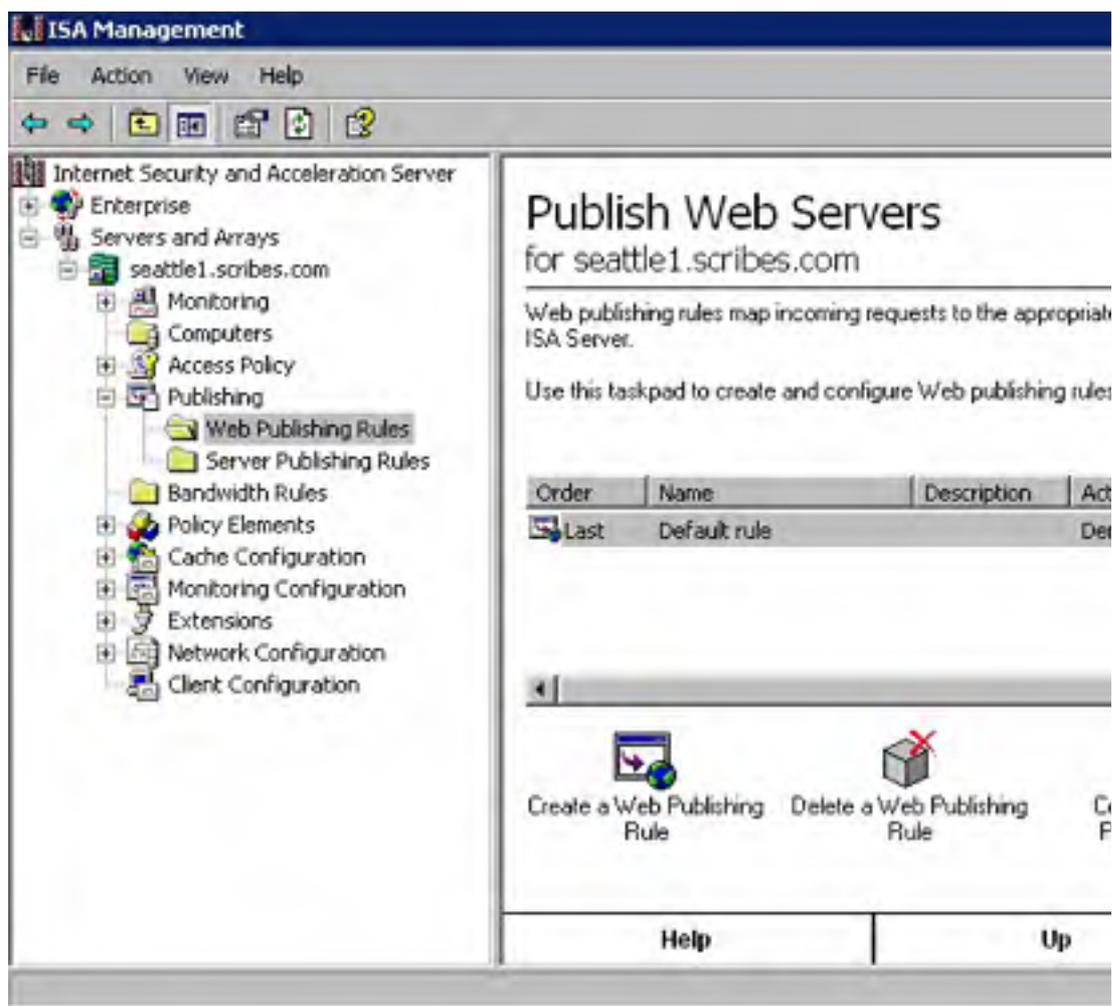 ISA Management
File Action View Help
Internet Security and Acceleration Server
Enterprise
Servers and Arrays
seattle1.scribes.com
Monitoring
Computers
Access Policy
Publishing
Web Publishing Rules
Server Publishing Rules
Bandwidth Rules
Policy Elements
Cache Configuration
Monitoring Configuration
Extensions
Network Configuration
Client Configuration
Publish Web Servers
for seattle1.scribes.com
Web publishing rules map incoming requests to the
ISA Server.
Use this taskpad to create and configure Web publishing rules
Order Name Description
Last Default rule
Create a Web Publishing
Rule
Delete a Web Publishing
Rule
Help Up